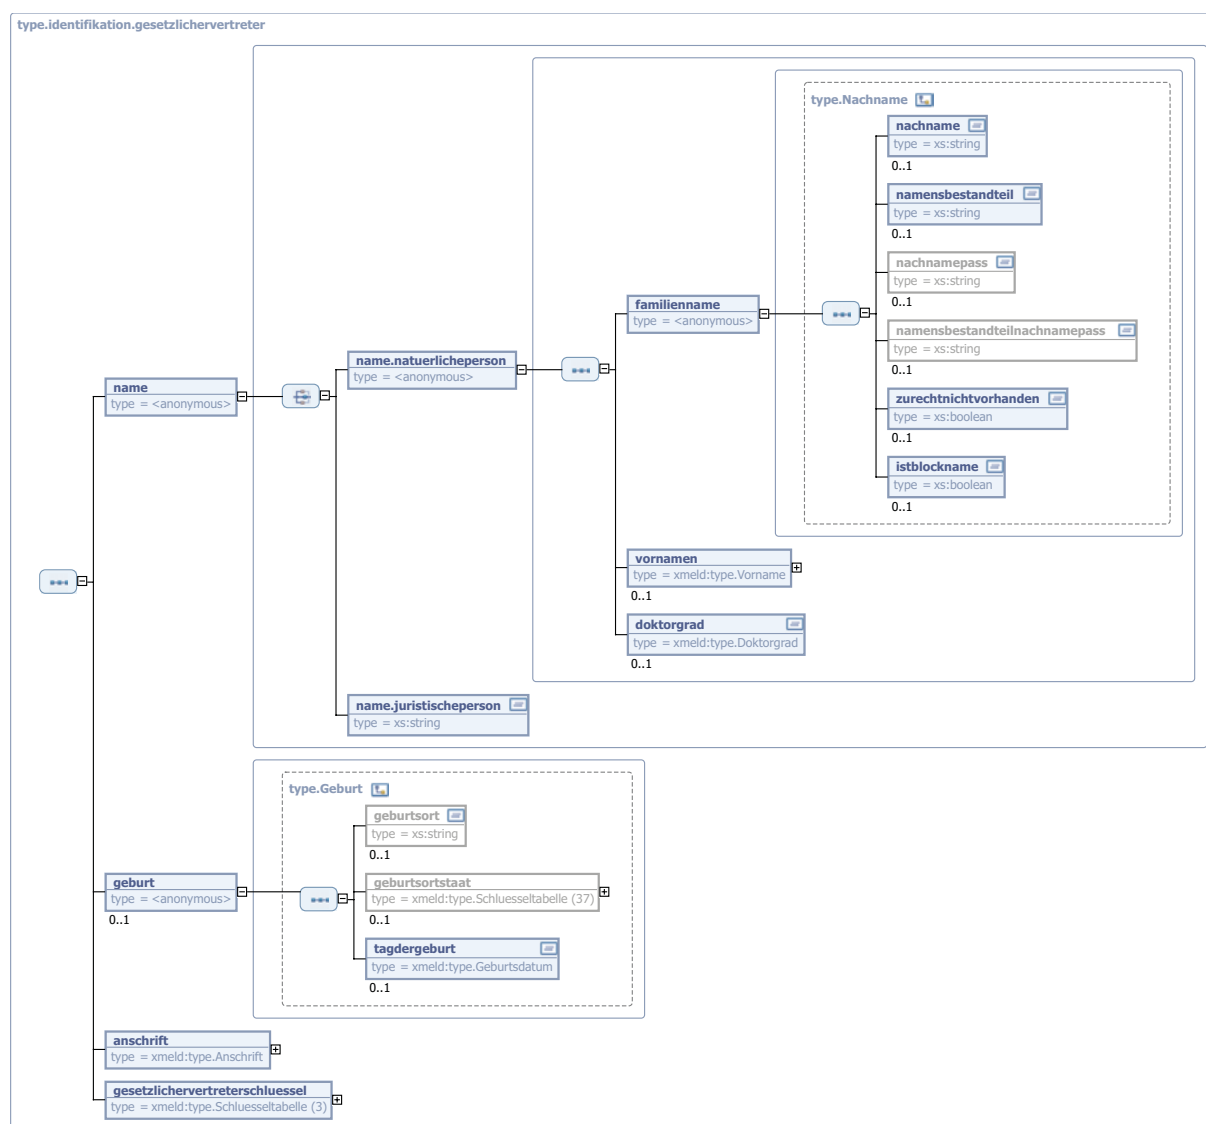 type.identifikation.gesetzlichervertreter
type.Nachname
nachname
type = xs:string
0..1
namensbestandteil
type = xs:string
0..1
nachnamepass
type = xs:string
0..1
familienname
type = <anonymous>
namensbestandteilnachnamepass
type = xs:string
0..1
name.natuerlicheperson
type = <anonymous>
name
type = <anonymous>
zurechtnichtvorhanden
type = xs:boolean
0..1
istblockname
type = xs:boolean
0..1
vornamen
type = xmeld:type.Vorname
0..1
doktorgrad
type = xmeld:type.Doktorgrad
0..1
name.juristischeperson
type = xs:string
type.Geburt
geburtsort
type = xs:string
0..1
geburt
type = <anonymous>
0..1
geburtsortstaat
type = xmeld:type.Schluesseltabelle (37)
0..1
tagdergeburt
type = xmeld:type.Geburtsdatum
0..1
anschrift
type = xmeld:type.Anschrift
gesetzlichervertreterschluessel
type = xmeld:type.Schluesseltabelle (3)